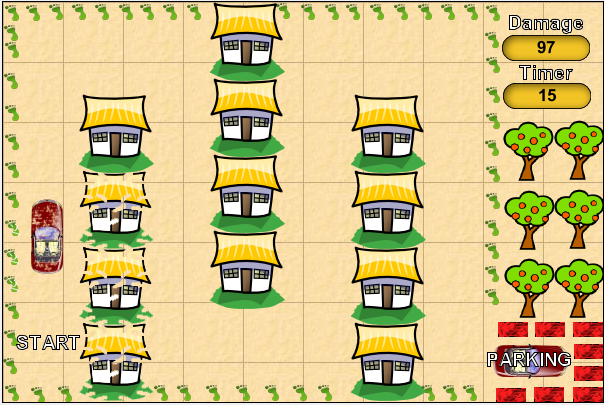 Damage
97
Timer
15
START
PARKING